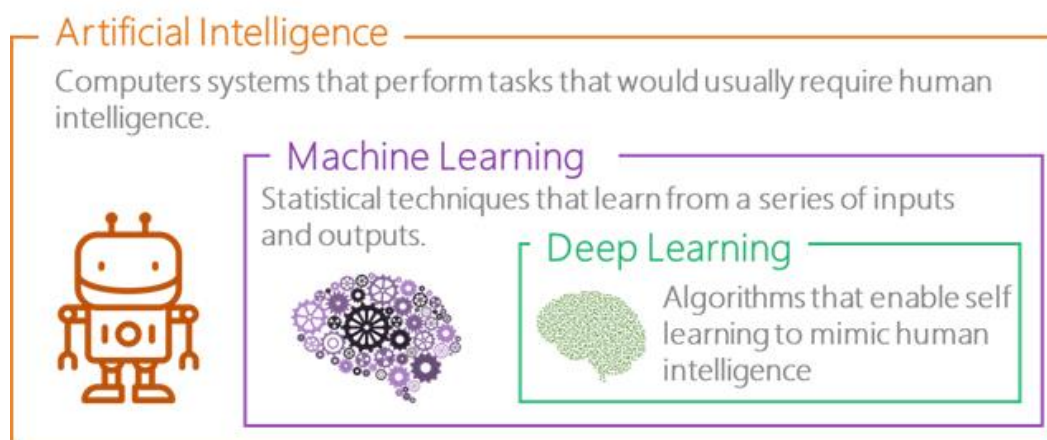 Artificial Intelligence
Computers systems that perform tasks that would usually require human
intelligence.
Machine Learning
Statistical techniques that learn from a series of inputs
and outputs.
Deep Learning
Algorithms that enable self
learning to mimic human
intelligence